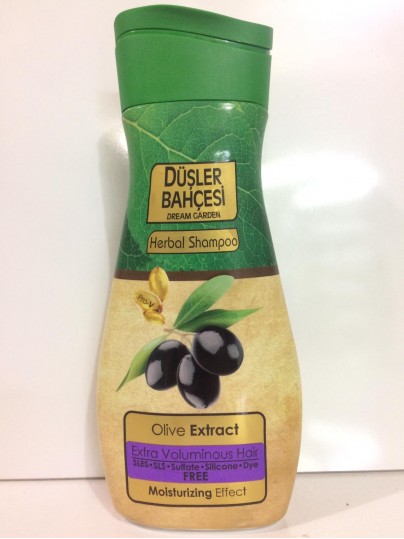 DÜŞLER
BAHÇESİ
DREAM GARDEN
Herbal Shampoo
Pro-V
Olive Extract
Extra Voluminous Hair
SLES•SLS•Sulfate•Silicone•Dye
FREE
Moisturizing Effect